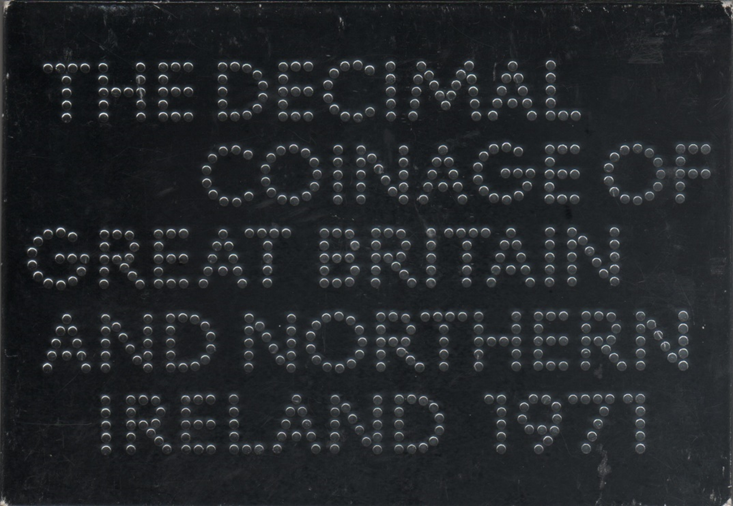 THE DECIMAL
COINAGE OF
GREAT BRITAIN
AND NORTHERN
IRELAND 1971